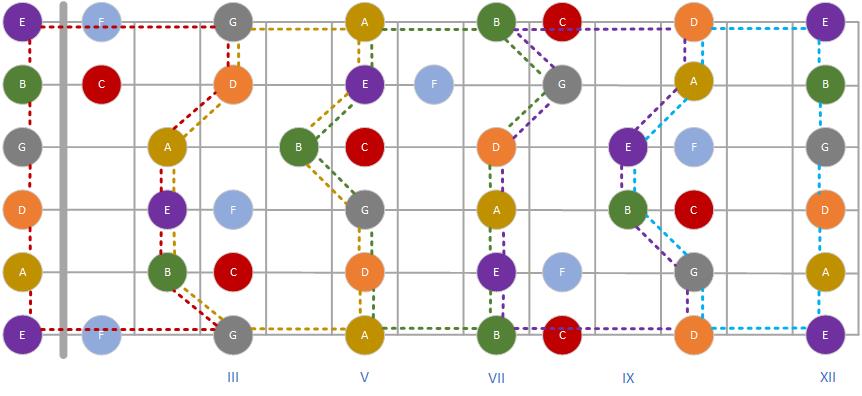 E F G A B C D E
B C D E F G A B
G A B C D E F G
D E F G A B C D
A B C D E F G A
E F G A B C D E
III V VII IX XII